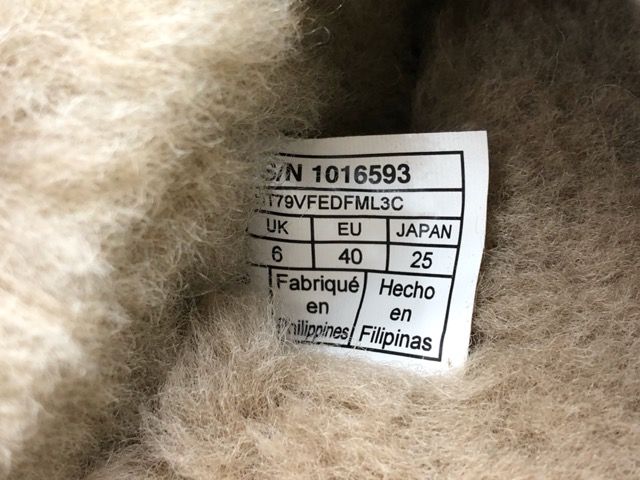 S/N 1016593
T79VFEDFML3C
UK EU JAPAN
6 40 25
Fabriqué Hecho
en en
Philippines Filipinas